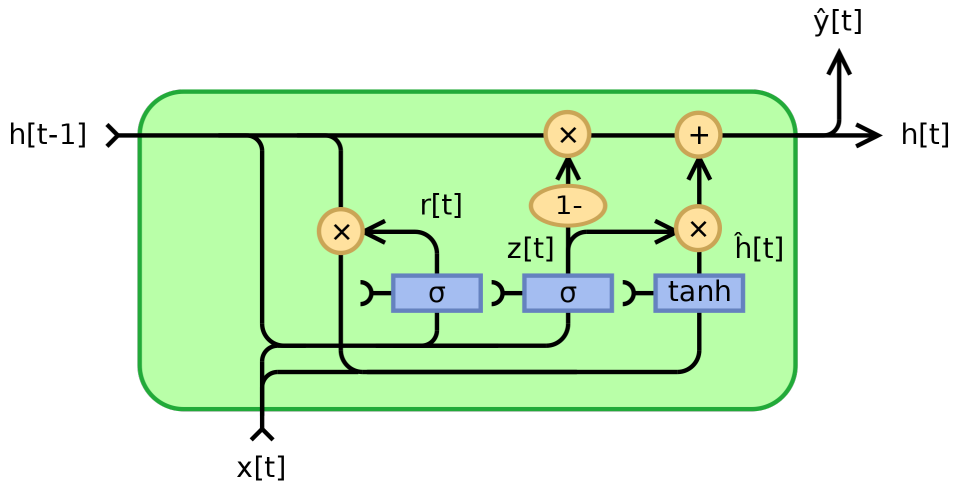 ŷ[t]
h[t-1]
×
+
h[t]
1-
r[t]
×
×
z[t]
ĥ[t]
σ
σ
tanh
x[t]